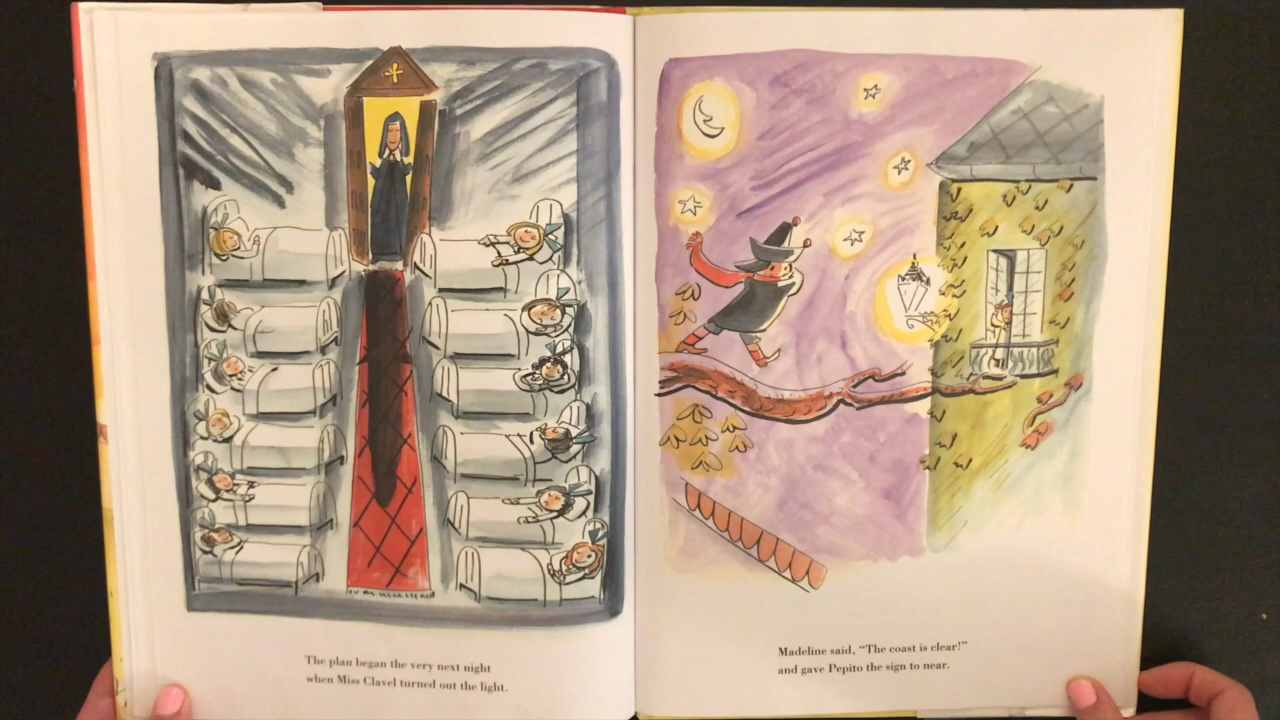 The plan began the very next night
when Miss Clavel turned out the light.
Madeline said, “The coast is clear!”
and gave Pepito the sign to near.